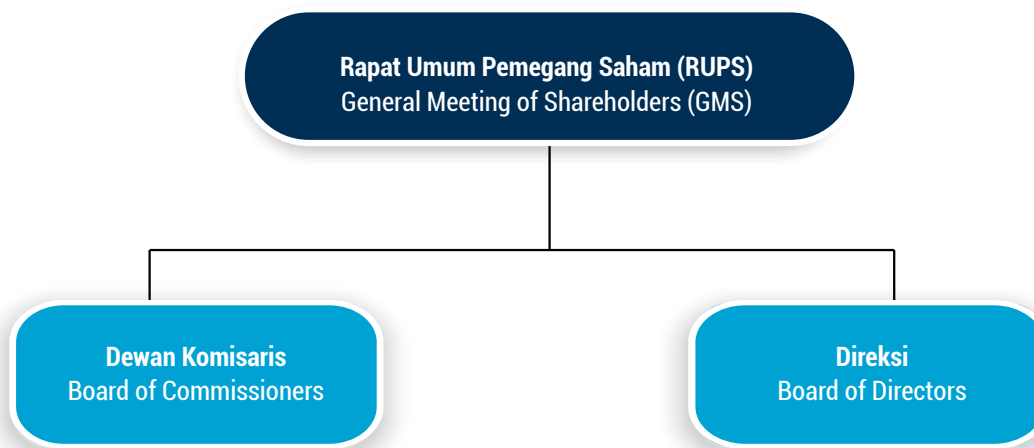 Rapat Umum Pemegang Saham (RUPS)
General Meeting of Shareholders (GMS)
Dewan Komisaris
Board of Commissioners
Direksi
Board of Directors